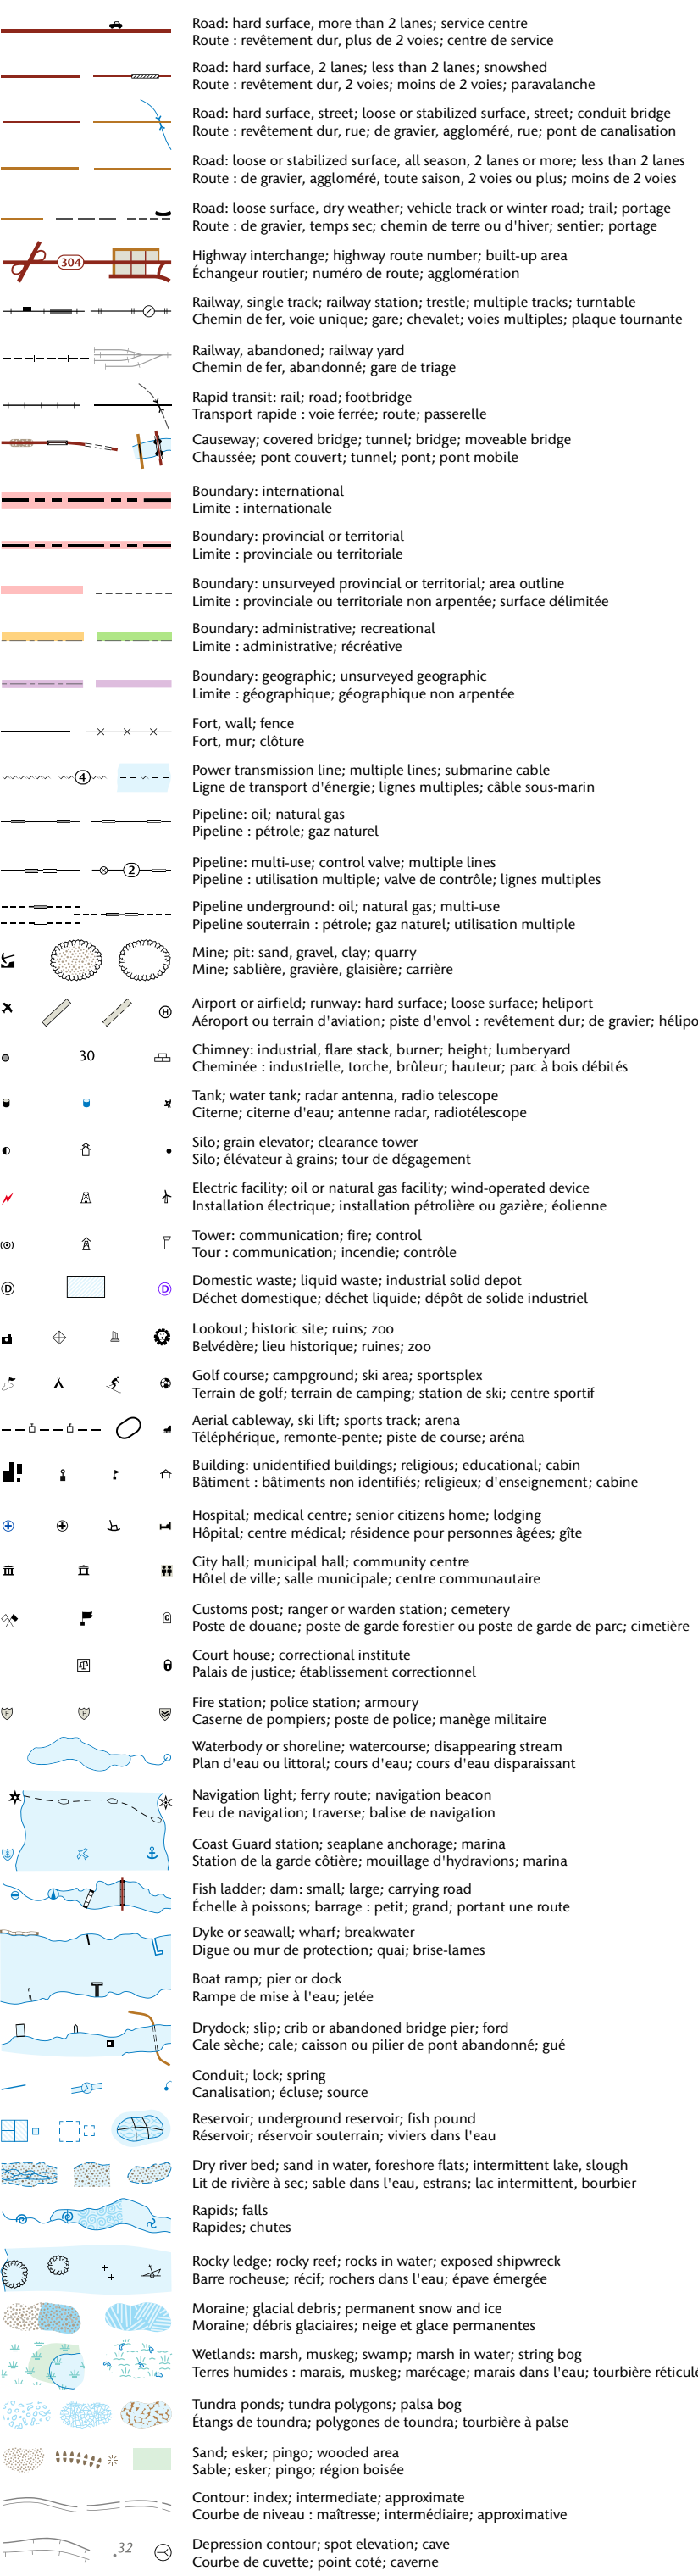 Road: hard surface, more than 2 lanes; service centre
Route : revêtement dur, plus de 2 voies; centre de service
Road: hard surface, 2 lanes; less than 2 lanes; snowshed
Route : revêtement dur, 2 voies; moins de 2 voies; paravalanche
Road: hard surface, street; loose or stabilized surface, street; conduit bridge
Route : revêtement dur, rue; de gravier, aggloméré, rue; pont de canalisation
Road: loose or stabilized surface, all season, 2 lanes or more; less than 2 lanes
Route : de gravier, aggloméré, toute saison, 2 voies ou plus; moins de 2 voies
Road: loose surface, dry weather; vehicle track or winter road; trail; portage
Route : de gravier, temps sec; chemin de terre ou d'hiver; sentier; portage
304
Highway interchange; highway route number; built-up area
Échangeur routier; numéro de route; agglomération
Railway, single track; railway station; trestle; multiple tracks; turntable
Chemin de fer, voie unique; gare; chevalet; voies multiples; plaque tournante
Railway, abandoned; railway yard
Chemin de fer, abandonné; gare de triage
Rapid transit: rail; road; footbridge
Transport rapide : voie ferrée; route; passerelle
Causeway; covered bridge; tunnel; bridge; moveable bridge
Chaussée; pont couvert; tunnel; pont; pont mobile
Boundary: international
Limite : internationale
Boundary: provincial or territorial
Limite : provinciale ou territoriale
Boundary: unsurveyed provincial or territorial; area outline
Limite : provinciale ou territoriale non arpentée; surface délimitée
Boundary: administrative; recreational
Limite : administrative; récréative
Boundary: geographic; unsurveyed geographic
Limite : géographique; géographique non arpentée
Fort, wall; fence
Fort, mur; clôture
4
Power transmission line; multiple lines; submarine cable
Ligne de transport d'énergie; lignes multiples; câble sous-marin
Pipeline: oil; natural gas
Pipeline : pétrole; gaz naturel
2
Pipeline: multi-use; control valve; multiple lines
Pipeline : utilisation multiple; valve de contrôle; lignes multiples
Pipeline underground: oil; natural gas; multi-use
Pipeline souterrain : pétrole; gaz naturel; utilisation multiple
Mine; pit: sand, gravel, clay; quarry
Mine; sablière, gravière, glaisière; carrière
H
Airport or airfield; runway: hard surface; loose surface; heliport
Aéroport ou terrain d'aviation; piste d'envol : revêtement dur; de gravier; hélipo
30
Chimney: industrial, flare stack, burner; height; lumberyard
Cheminée : industrielle, torche, brûleur; hauteur; parc à bois débités
Tank; water tank; radar antenna, radio telescope
Citerne; citerne d'eau; antenne radar, radiotélescope
Silo; grain elevator; clearance tower
Silo; élévateur à grains; tour de dégagement
Electric facility; oil or natural gas facility; wind-operated device
Installation électrique; installation pétrolière ou gazière; éolienne
Tower: communication; fire; control
Tour : communication; incendie; contrôle
D D
Domestic waste; liquid waste; industrial solid depot
Déchet domestique; déchet liquide; dépôt de solide industriel
Lookout; historic site; ruins; zoo
Belvédère; lieu historique; ruines; zoo
Golf course; campground; ski area; sportsplex
Terrain de golf; terrain de camping; station de ski; centre sportif
Aerial cableway, ski lift; sports track; arena
Téléphérique, remonte-pente; piste de course; aréna
Building: unidentified buildings; religious; educational; cabin
Bâtiment : bâtiments non identifiés; religieux; d'enseignement; cabine
Hospital; medical centre; senior citizens home; lodging
Hôpital; centre médical; résidence pour personnes âgées; gîte
City hall; municipal hall; community centre
Hôtel de ville; salle municipale; centre communautaire
C
Customs post; ranger or warden station; cemetery
Poste de douane; poste de garde forestier ou poste de garde de parc; cimetière
Court house; correctional institute
Palais de justice; établissement correctionnel
F P
Fire station; police station; armoury
Caserne de pompiers; poste de police; manège militaire
Waterbody or shoreline; watercourse; disappearing stream
Plan d'eau ou littoral; cours d'eau; cours d'eau disparaissant
Navigation light; ferry route; navigation beacon
Feu de navigation; traverse; balise de navigation
Coast Guard station; seaplane anchorage; marina
Station de la garde côtière; mouillage d'hydravions; marina
Fish ladder; dam: small; large; carrying road
Échelle à poissons; barrage : petit; grand; portant une route
Dyke or seawall; wharf; breakwater
Digue ou mur de protection; quai; brise-lames
Boat ramp; pier or dock
Rampe de mise à l'eau; jetée
Drydock; slip; crib or abandoned bridge pier; ford
Cale sèche; cale; caisson ou pilier de pont abandonné; gué
Conduit; lock; spring
Canalisation; écluse; source
Reservoir; underground reservoir; fish pound
Réservoir; réservoir souterrain; viviers dans l'eau
Dry river bed; sand in water, foreshore flats; intermittent lake, slough
Lit de rivière à sec; sable dans l'eau, estrans; lac intermittent, bourbier
Rapids; falls
Rapides; chutes
Rocky ledge; rocky reef; rocks in water; exposed shipwreck
Barre rocheuse; récif; rochers dans l'eau; épave émergée
Moraine; glacial debris; permanent snow and ice
Moraine; débris glaciaires; neige et glace permanentes
Wetlands: marsh, muskeg; swamp; marsh in water; string bog
Terres humides : marais, muskeg; marécage; marais dans l'eau; tourbière réticulé
Tundra ponds; tundra polygons; palsa bog
Étangs de toundra; polygones de toundra; tourbière à palse
Sand; esker; pingo; wooded area
Sable; esker; pingo; région boisée
Contour: index; intermediate; approximate
Courbe de niveau : maîtresse; intermédiaire; approximative
.32
Depression contour; spot elevation; cave
Courbe de cuvette; point coté; caverne